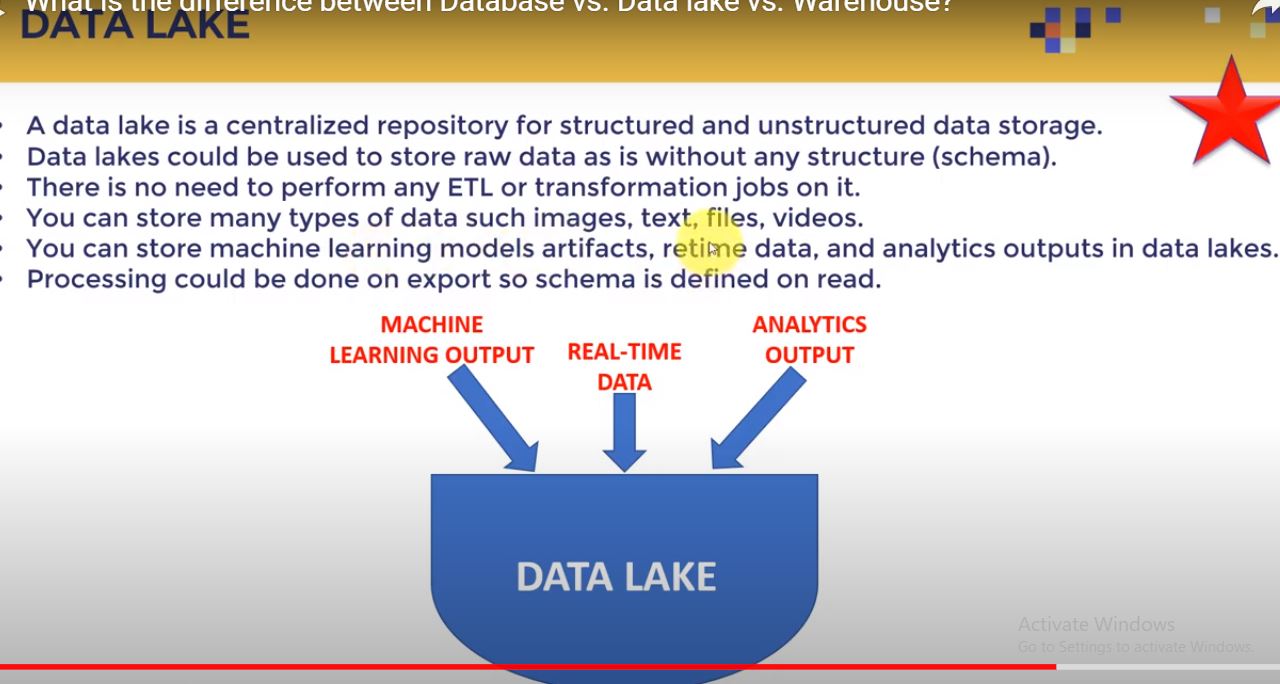 What is the difference between Database vs. Data lake vs. Warehouse?
DATA LAKE
• A data lake is a centralized repository for structured and unstructured data storage.
• Data lakes could be used to store raw data as is without any structure (schema).
• There is no need to perform any ETL or transformation jobs on it.
• You can store many types of data such images, text, files, videos.
• You can store machine learning models artifacts, retime data, and analytics outputs in data lakes.
• Processing could be done on export so schema is defined on read.
MACHINE
LEARNING OUTPUT
REAL-TIME
DATA
ANALYTICS
OUTPUT
DATA LAKE
Activate Windows
Go to Settings to activate Windows.